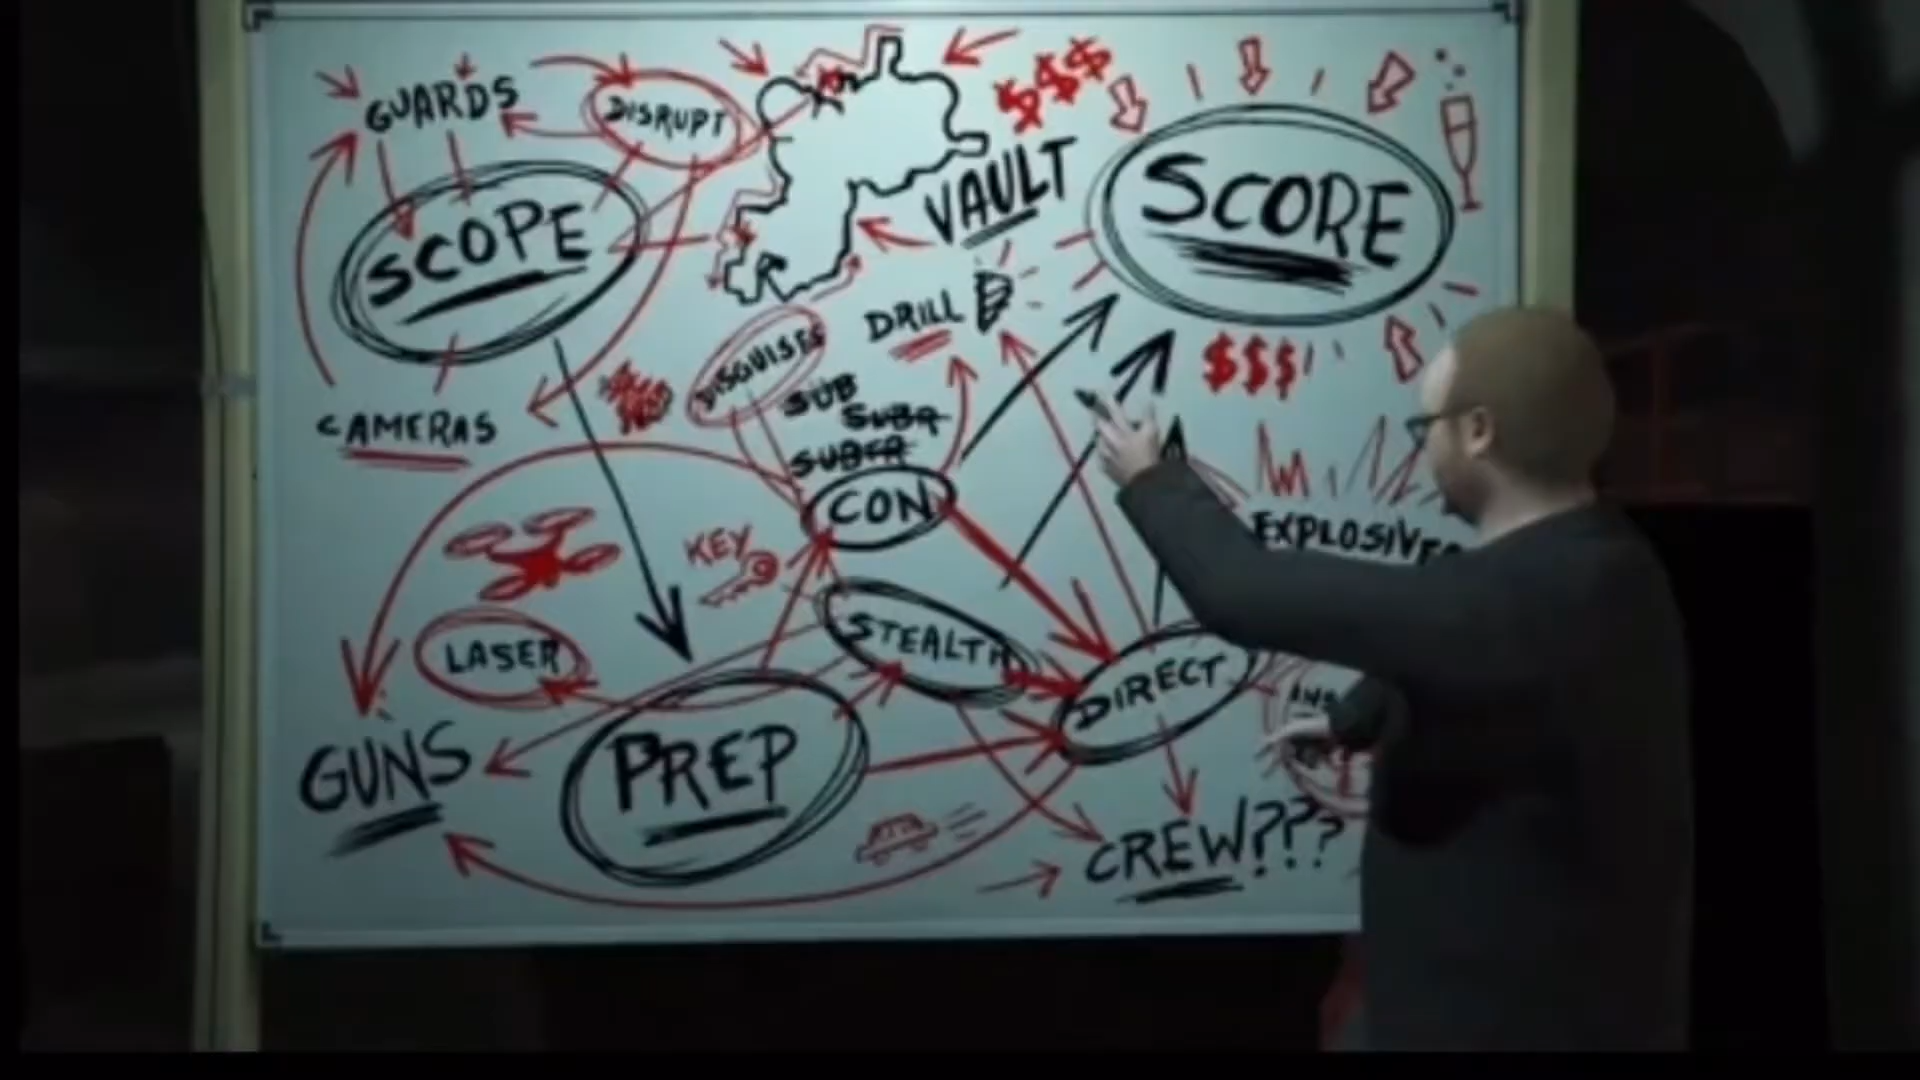 GUARDS
DISRUPT
$$$
SCOPE
VAULT
SCORE
DRILL
DISGUISES
$$$
SUB
SUBR
SUBER
CAMERAS
CON
KEY
EXPLOSIVES
LASER
STEALTH
DIRECT
GUNS
PREP
CREW???